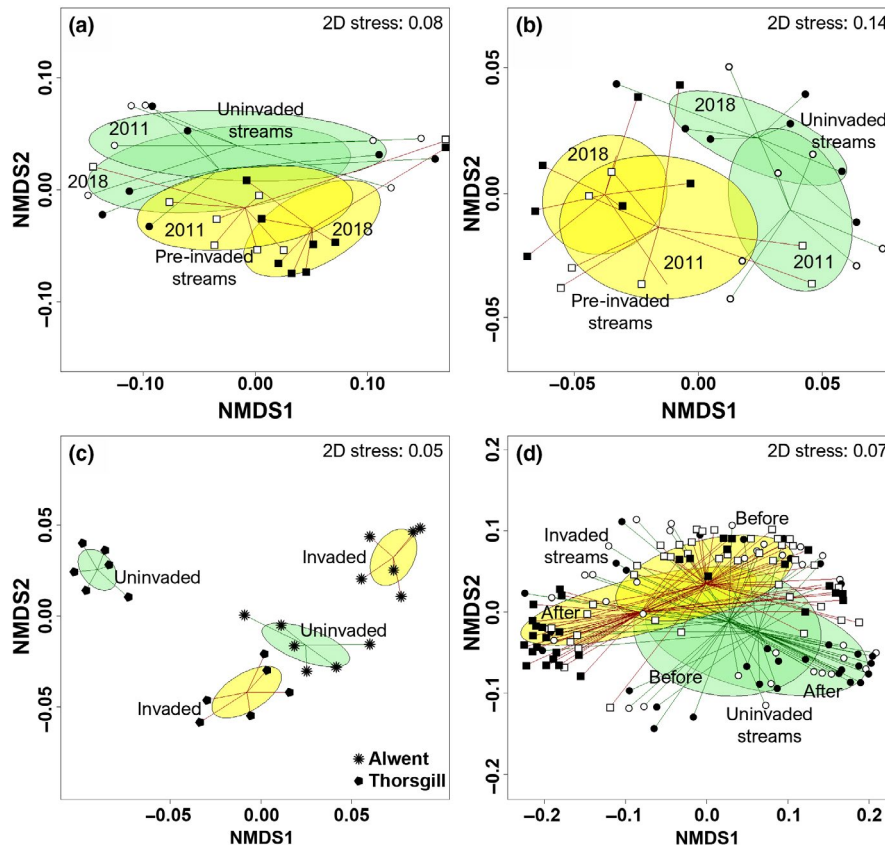 (a)
2D stress: 0.08
0.10
0.00
−0.10
NMDS2
2011
Uninvaded
streams
2018
2011
2018
Pre-invaded
streams
−0.10
0.00
0.10
NMDS1
(b)
2D stress: 0.14
0.05
0.00
−0.05
NMDS2
2018
Uninvaded
streams
2018
2011
2011
Pre-invaded
streams
−0.05
0.00
0.05
NMDS1
(c)
2D stress: 0.05
0.05
0.00
−0.05
NMDS2
Invaded
Uninvaded
Uninvaded
Invaded
Alwent
Thorsgill
−0.05
0.00
0.05
NMDS1
(d)
2D stress: 0.07
0.2
0.1
0.0
−0.1
−0.2
NMDS2
Before
Invaded
streams
After
Before
After
Uninvaded
streams
−0.2
−0.1
0.0
0.1
0.2
NMDS1